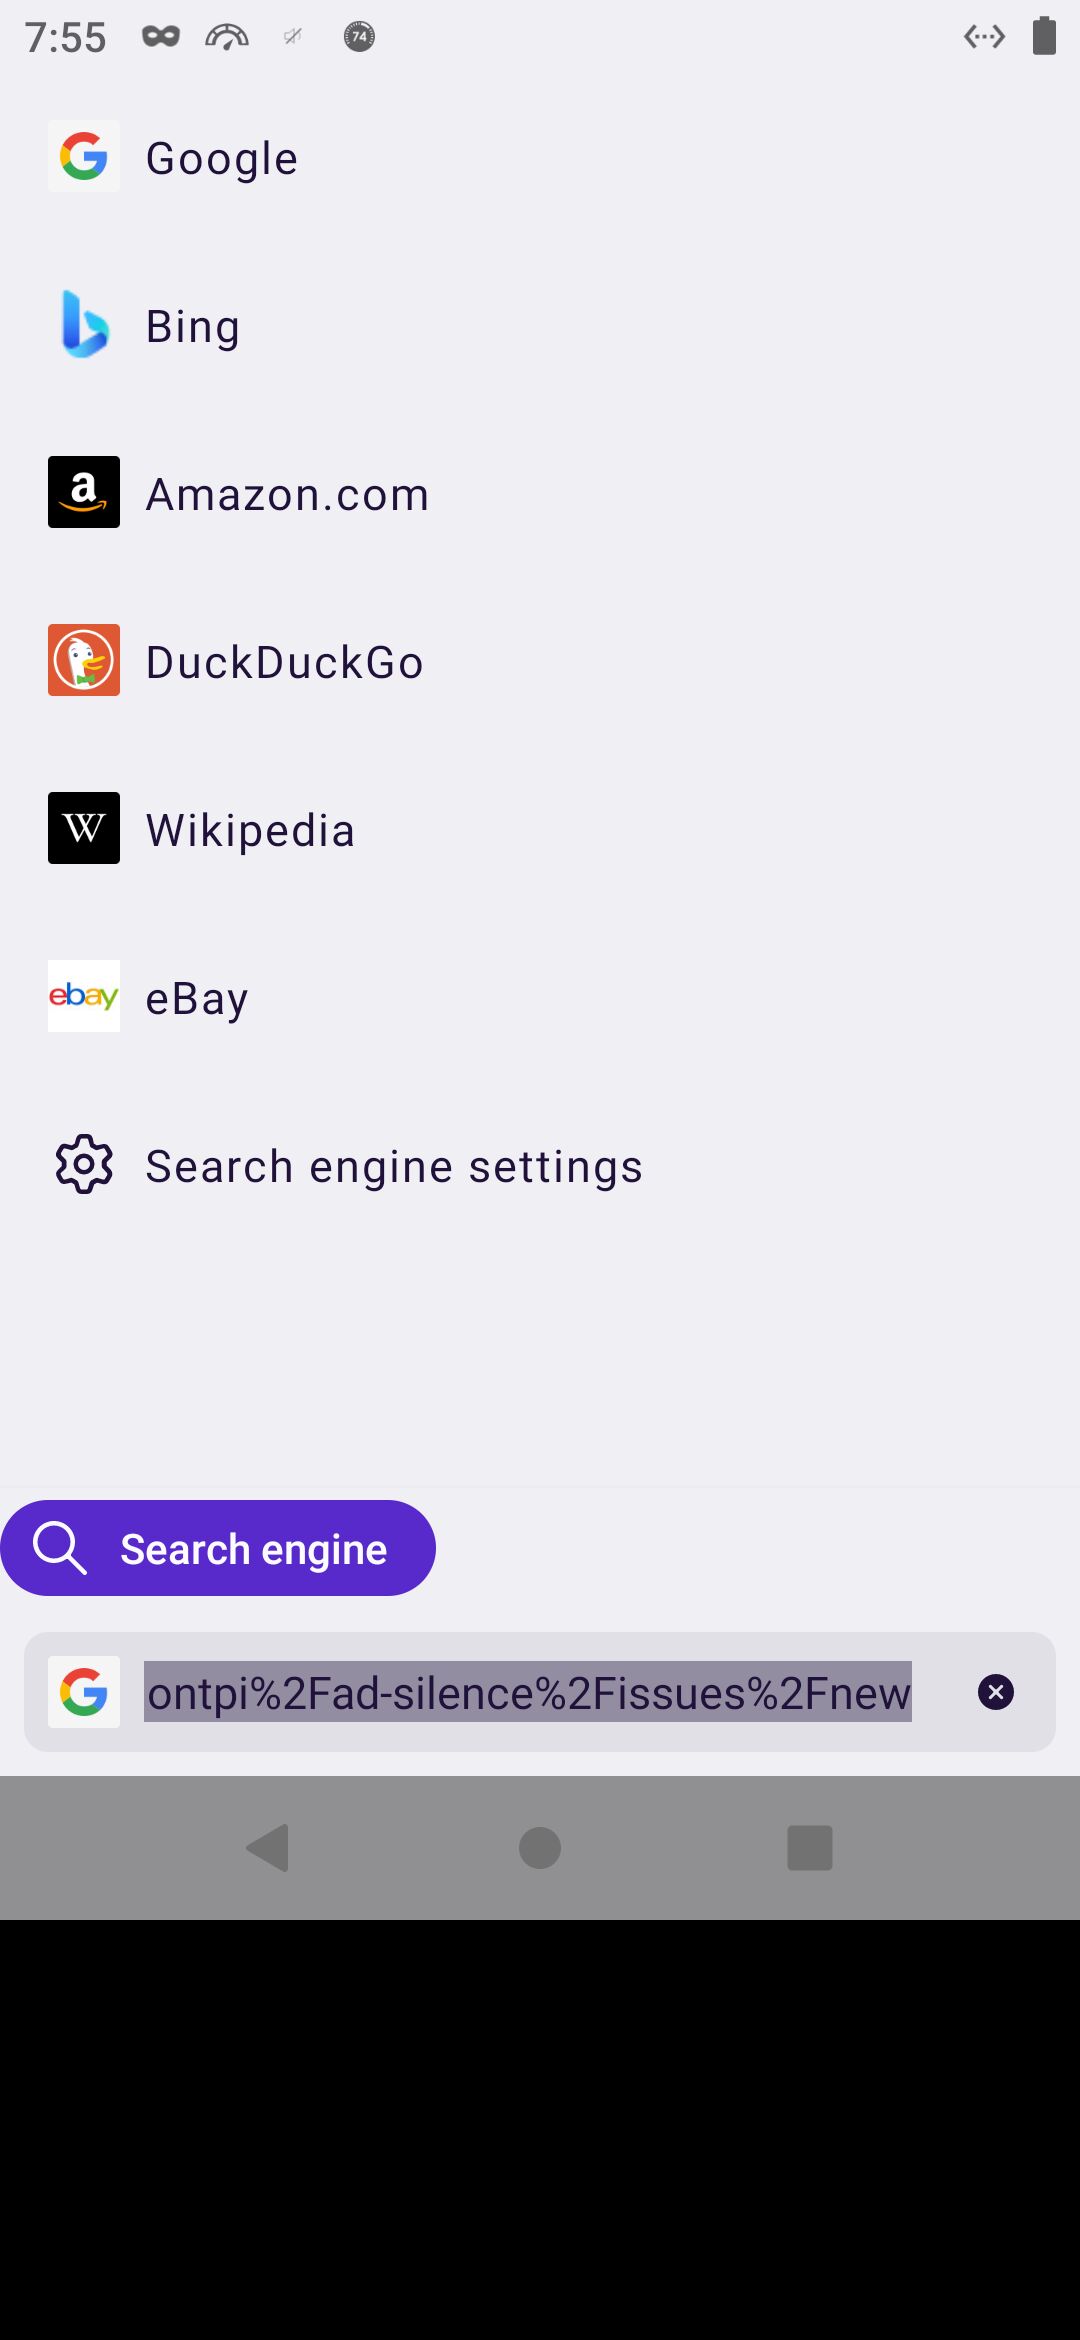 7:55
74
Google
Bing
a
Amazon.com
DuckDuckGo
W
Wikipedia
ebay
eBay
Search engine settings
Search engine
ontpi%2Fad-silence%2Fissues%2Fnew